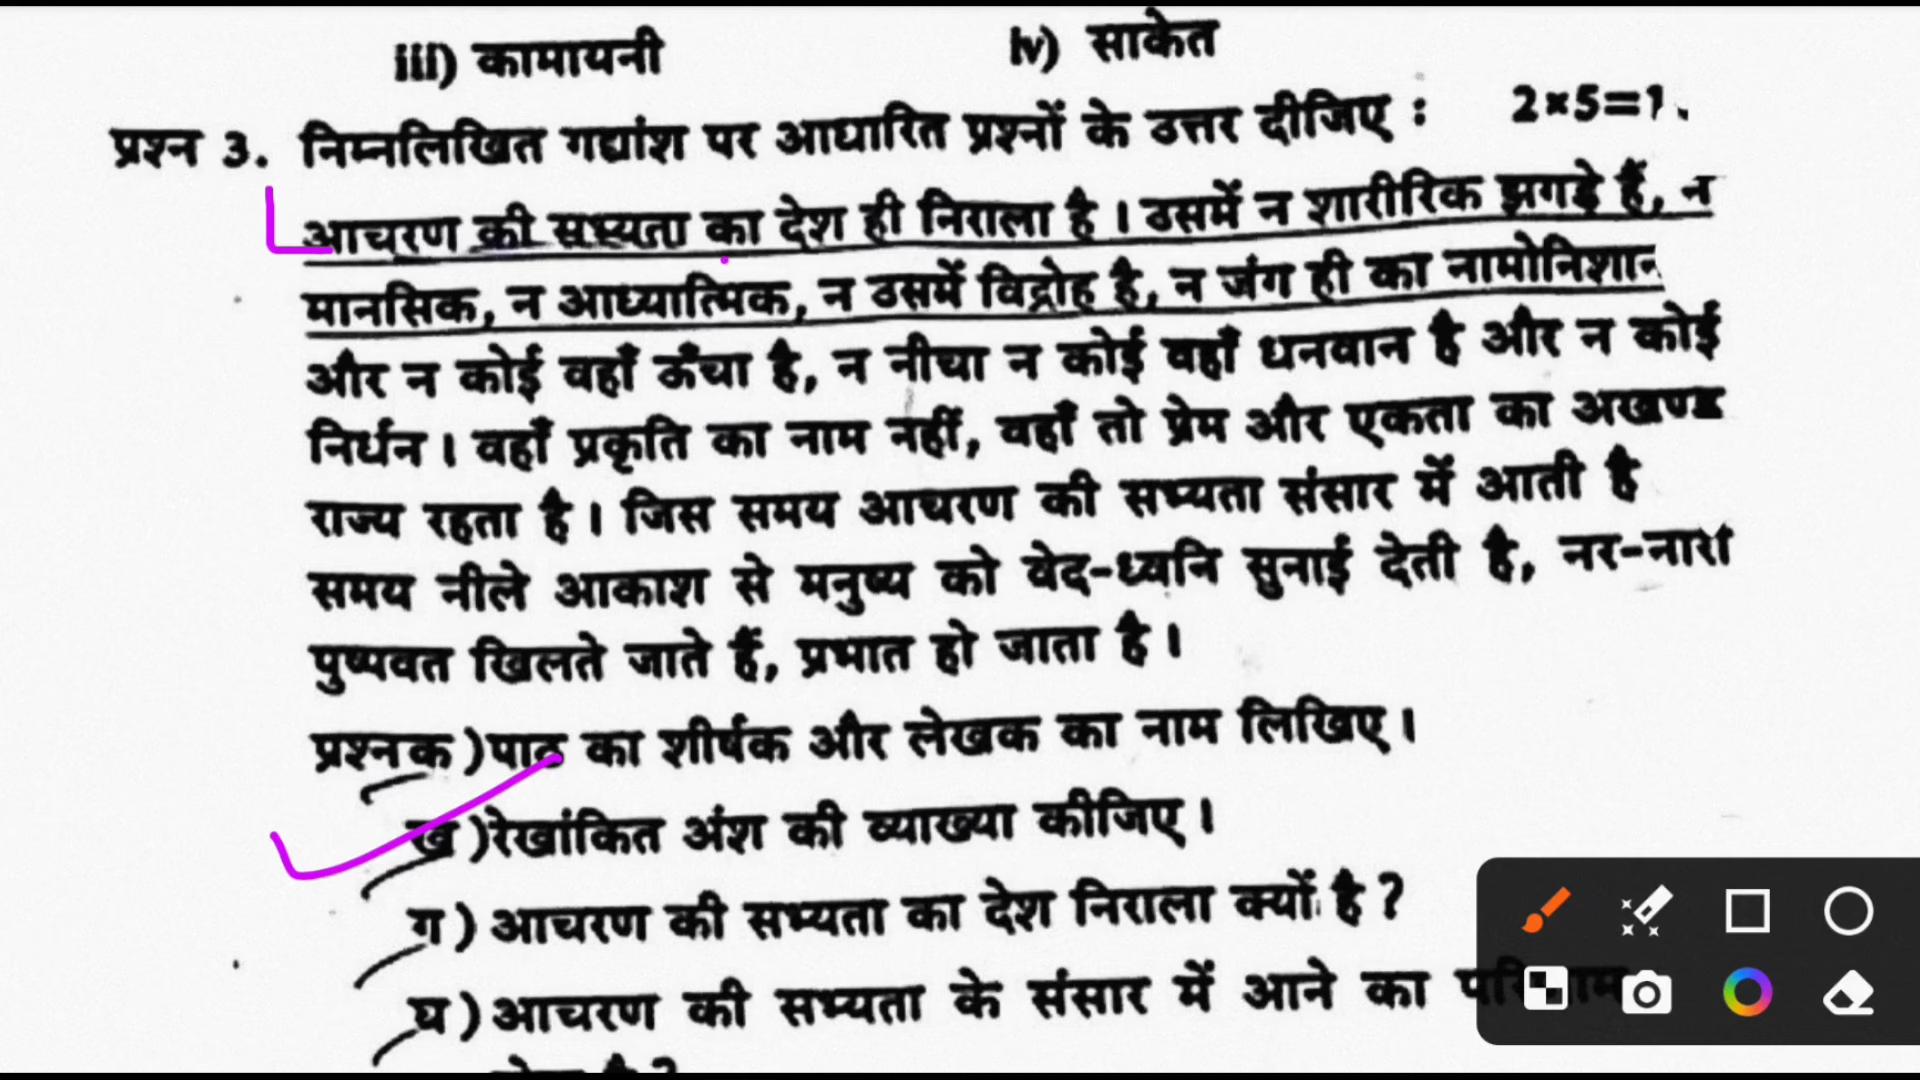 iii) कामायनी iv) साकेत
प्रश्न 3. निम्नलिखित गद्यांश पर आधारित प्रश्नों के उत्तर दीजिए : 2×5=1
आचरण की सभ्यता का देश ही निराला है । उसमें न शारीरिक झगड़े हैं, न
मानसिक, न आध्यात्मिक, न उसमें विद्रोह है, न जंग ही का नामोनिशान
और न कोई वहाँ ऊँचा है, न नीचा न कोई वहाँ धनवान है और न कोई
निर्धन । वहाँ प्रकृति का नाम नहीं, वहाँ तो प्रेम और एकता का अखण्ड
राज्य रहता है । जिस समय आचरण की सभ्यता संसार में आती है
समय नीले आकाश से मनुष्य को वेद-ध्वनि सुनाई देती है, नर-नारी
पुष्पवत खिलते जाते हैं, प्रभात हो जाता है ।
प्रश्नक )पाठ का शीर्षक और लेखक का नाम लिखिए ।
ख )रेखांकित अंश की व्याख्या कीजिए ।
ग ) आचरण की सभ्यता का देश निराला क्यों है ?
घ ) आचरण की सभ्यता के संसार में आने का परिणाम